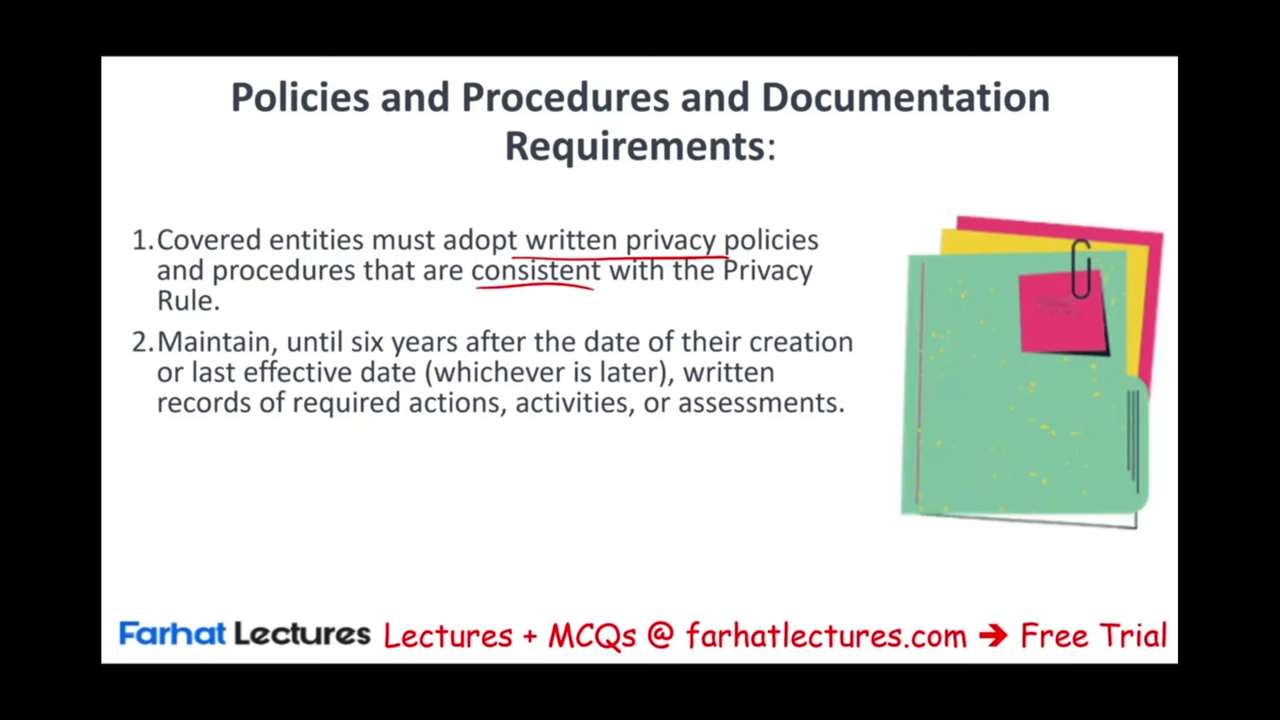 Policies and Procedures and Documentation
Requirements:
1.Covered entities must adopt written privacy policies
and procedures that are consistent with the Privacy
Rule.
2.Maintain, until six years after the date of their creation
or last effective date (whichever is later), written
records of required actions, activities, or assessments.
Farhat Lectures Lectures + MCQs @ farhatlectures.com ➔ Free Trial